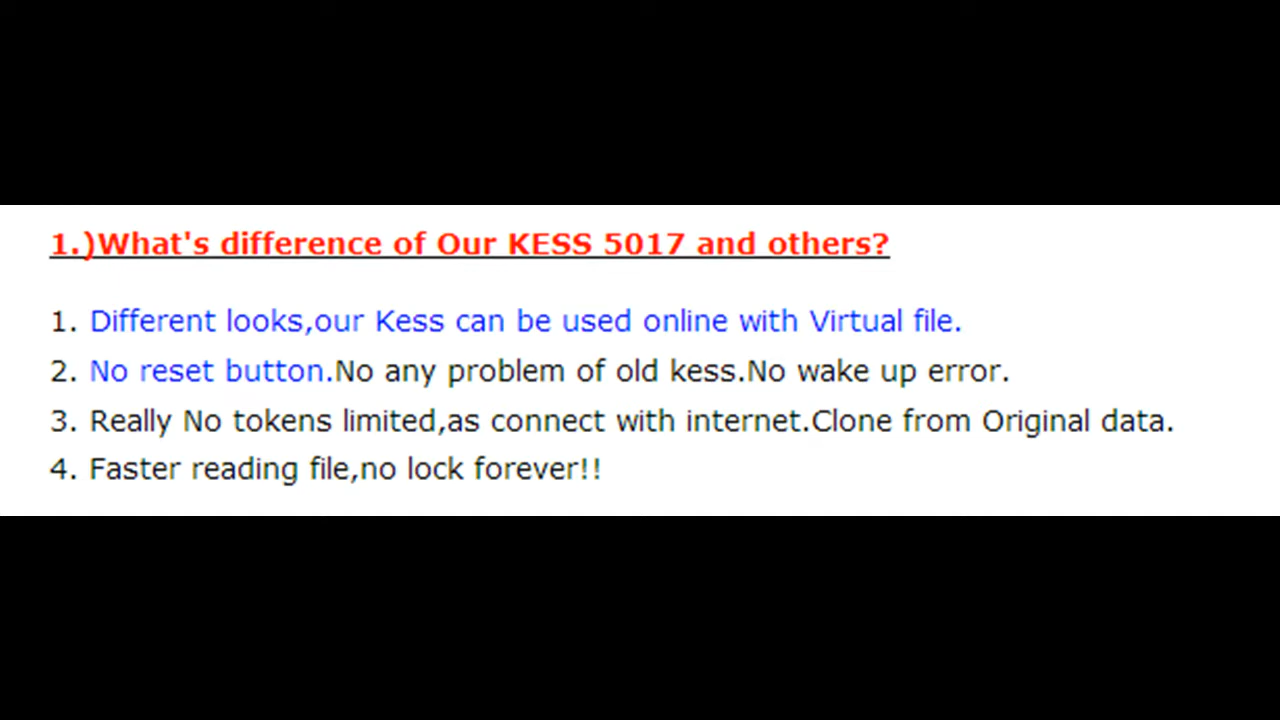 1.)What's difference of Our KESS 5017 and others?
1. Different looks,our Kess can be used online with Virtual file.
2. No reset button.No any problem of old kess.No wake up error.
3. Really No tokens limited,as connect with internet.Clone from Original data.
4. Faster reading file,no lock forever!!